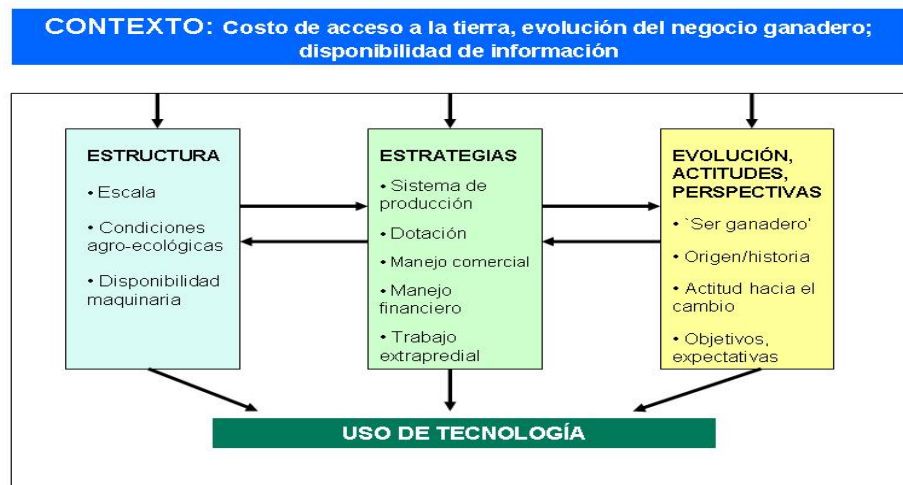 CONTEXTO: Costo de acceso a la tierra, evolución del negocio ganadero;
disponibilidad de información
ESTRUCTURA
• Escala
• Condiciones
agro-ecológicas
• Disponibilidad
maquinaria
ESTRATEGIAS
• Sistema de
producción
• Dotación
• Manejo comercial
• Manejo
financiero
• Trabajo
extrapredial
EVOLUCIÓN,
ACTITUDES,
PERSPECTIVAS
• `Ser ganadero'
• Origen/historia
• Actitud hacia el
cambio
• Objetivos,
expectativas
USO DE TECNOLOGÍA